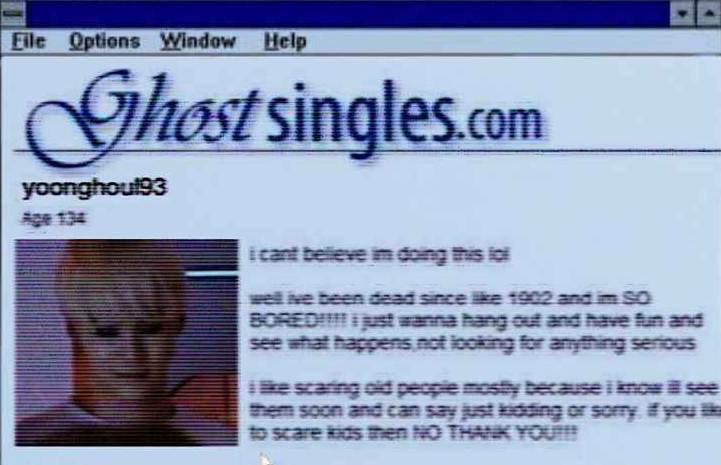 File Options Window Help
Ghostsingles.com
yoonghoul93
Age 134
i cant believe im doing this lol
well ive been dead since like 1902 and im SO
BORED!!!! i just wanna hang out and have fun and
see what happens,not looking for anything serious
i like scaring old people mostly because i know ill see
them soon and can say just kidding or sorry. if you like
to scare kids then NO THANK YOU!!!!